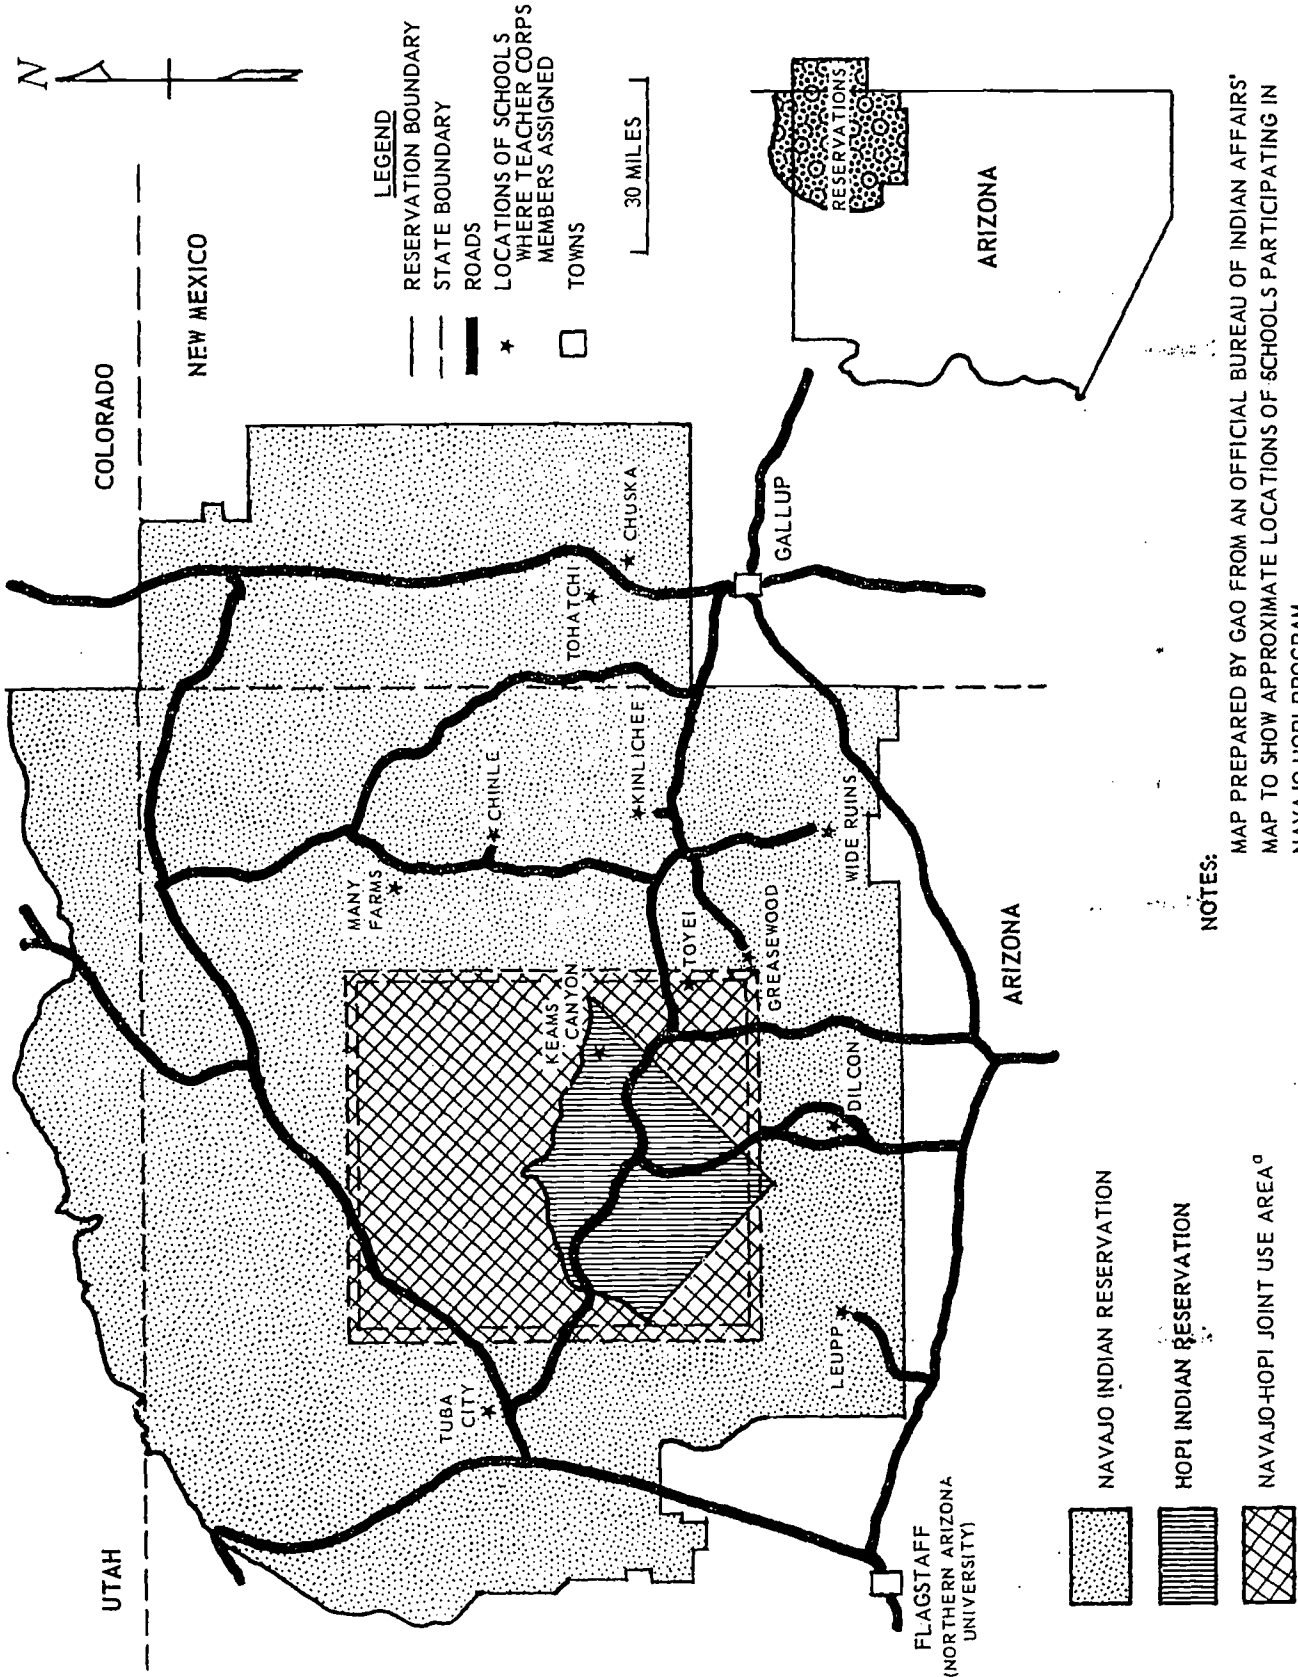 N
LEGEND
RESERVATION BOUNDARY
STATE BOUNDARY
ROADS
LOCATIONS OF SCHOOLS
WHERE TEACHER CORPS
MEMBERS ASSIGNED
TOWNS
30 MILES
UTAH
COLORADO
NEW MEXICO
MANY
FARMS
CHINLE
TOHATCHI
CHUSKA
KINLICHEE
TUBA
CITY
KEAMS
CANYON
TOYEI
GREASEWOOD
WIDE RUINS
GALLUP
LEUPP
DILCON
FLAGSTAFF
(NORTHERN ARIZONA
UNIVERSITY)
ARIZONA
RESERVATIONS
ARIZONA
NAVAJO INDIAN RESERVATION
HOPI INDIAN RESERVATION
NAVAJO-HOPI JOINT USE AREA a
NOTES:
MAP PREPARED BY GAO FROM AN OFFICIAL BUREAU OF INDIAN AFFAIRS'
MAP TO SHOW APPROXIMATE LOCATIONS OF SCHOOLS PARTICIPATING IN
NAVAJO-HOPI PROGRAM